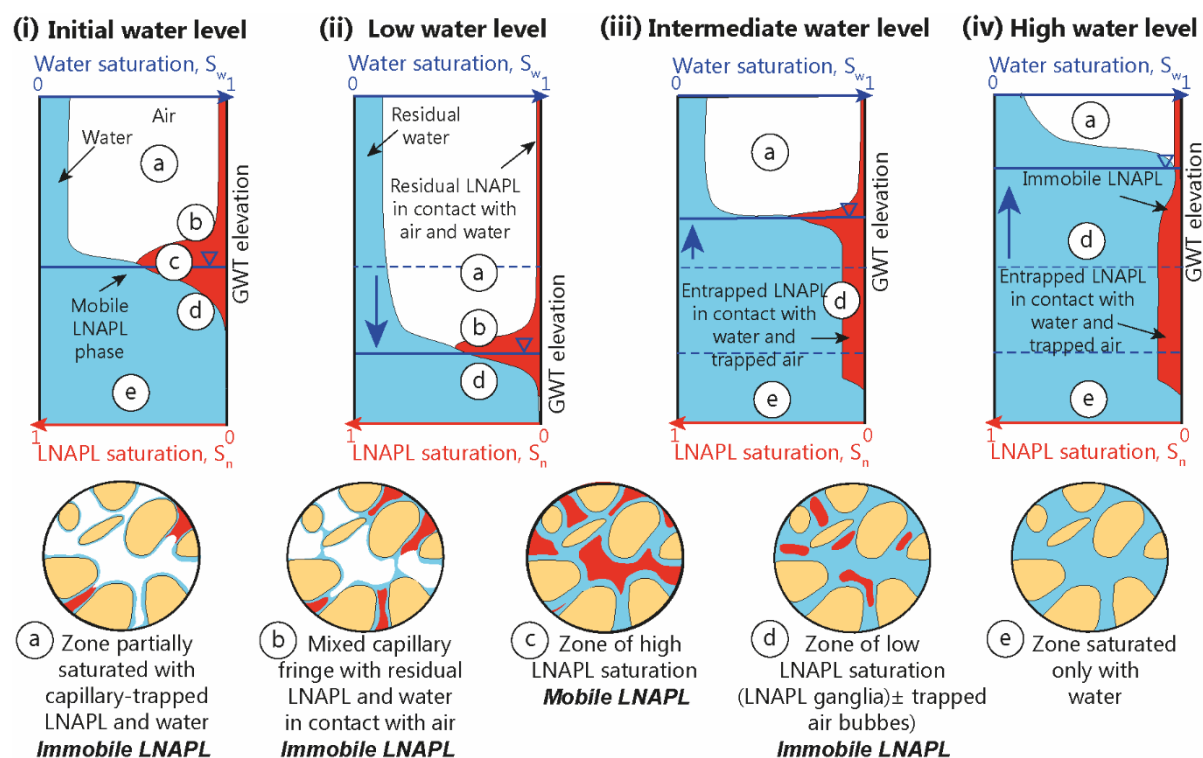 (i) Initial water level
(ii) Low water level
(iii) Intermediate water level
(iv) High water level
Water saturation, Sw
0
1
Water saturation, Sw
0
1
Water saturation, Sw
0
1
Water saturation, Sw
0
1
Air
Water
a
b
c
d
e
Mobile
LNAPL
phase
GWT elevation
1
0
LNAPL saturation, Sn
Residual
water
Residual LNAPL
in contact with
air and water
a
b
d
GWT elevation
1
0
LNAPL saturation, Sn
a
Entrapped LNAPL
in contact with
water and
trapped air
d
e
GWT elevation
1
0
LNAPL saturation, Sn
a
Immobile LNAPL
d
Entrapped LNAPL
in contact with
water and
trapped air
e
GWT elevation
1
0
LNAPL saturation, Sn
a Zone partially
saturated with
capillary-trapped
LNAPL and water
Immobile LNAPL
b Mixed capillary
fringe with residual
LNAPL and water
in contact with air
Immobile LNAPL
c Zone of high
LNAPL saturation
Mobile LNAPL
d Zone of low
LNAPL saturation
(LNAPL ganglia)± trapped
air bubbes)
Immobile LNAPL
e Zone saturated
only with
water